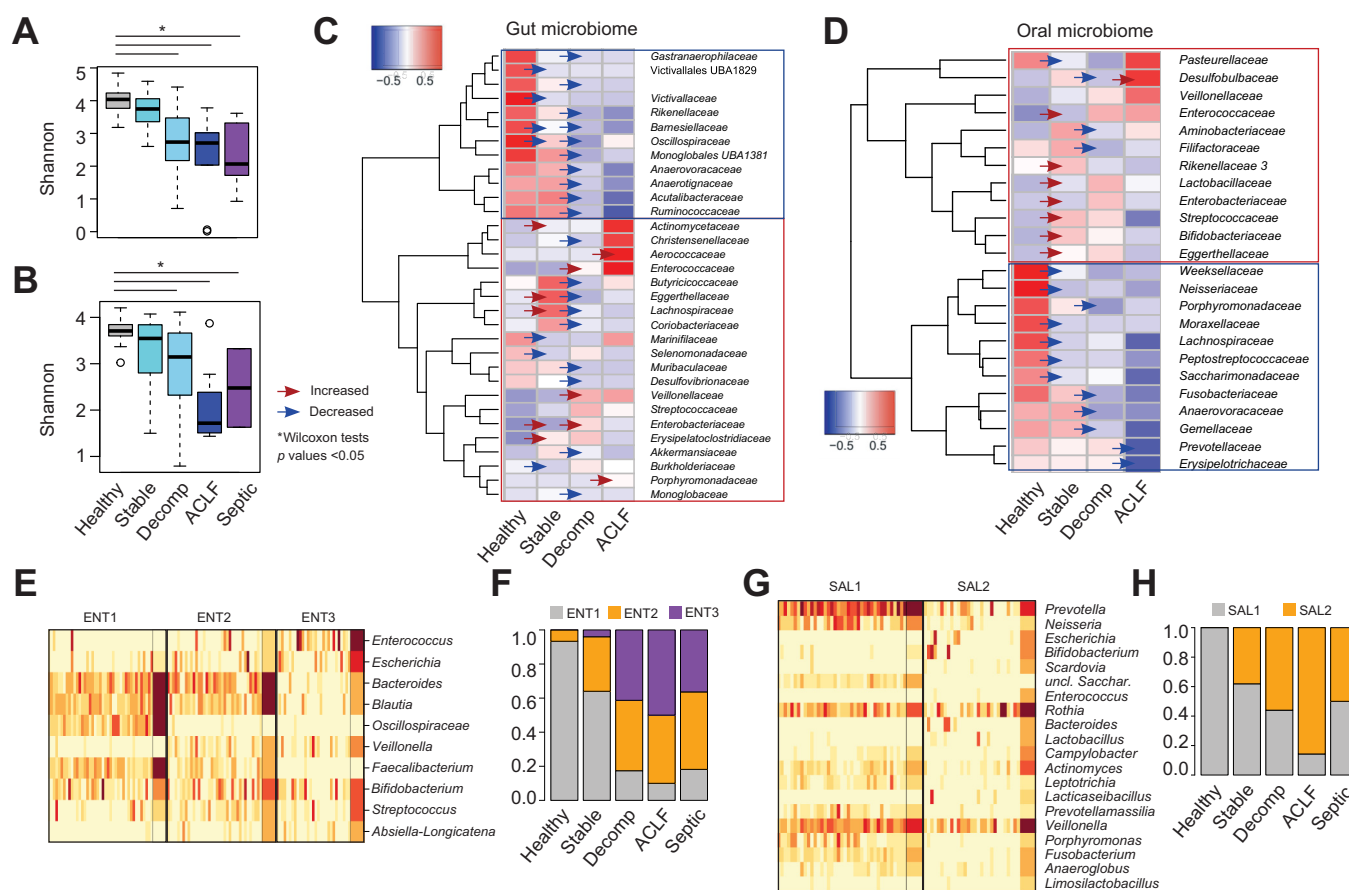 A
*
Shannon
5
4
3
2
1
0
B
*
Shannon
4
3
2
1
Healthy
Stable
Decomp
ACLF
Septic
Increased
Decreased
*Wilcoxon tests
p values <0.05
C
Gut microbiome
−0.5 0.5
Gastranaerophilaceae
Victivallales UBA1829
Victivallaceae
Rikenellaceae
Barnesiellaceae
Oscillospiraceae
Monoglobales UBA1381
Anaerovoracaceae
Anaerotignaceae
Acutalibacteraceae
Ruminococcaceae
Actinomycetaceae
Christensenellaceae
Aerococcaceae
Enterococcaceae
Butyricicoccaceae
Eggerthellaceae
Lachnospiraceae
Coriobacteriaceae
Marinifilaceae
Selenomonadaceae
Muribaculaceae
Desulfovibrionaceae
Veillonellaceae
Streptococcaceae
Enterobacteriaceae
Erysipelatoclostridiaceae
Akkermansiaceae
Burkholderiaceae
Porphyromonadaceae
Monoglobaceae
Healthy
Stable
Decomp
ACLF
D
Oral microbiome
Pasteurellaceae
Desulfobulbaceae
Veillonellaceae
Enterococcaceae
Aminobacteriaceae
Filifactoraceae
Rikenellaceae 3
Lactobacillaceae
Enterobacteriaceae
Streptococcaceae
Bifidobacteriaceae
Eggerthellaceae
Weeksellaceae
Neisseriaceae
Porphyromonadaceae
Moraxellaceae
Lachnospiraceae
Peptostreptococcaceae
Saccharimonadaceae
Fusobacteriaceae
Anaerovoracaceae
Gemellaceae
Prevotellaceae
Erysipelotrichaceae
−0.5 0.5
Healthy
Stable
Decomp
ACLF
E
ENT1 ENT2 ENT3
Enterococcus
Escherichia
Bacteroides
Blautia
Oscillospiraceae
Veillonella
Faecalibacterium
Bifidobacterium
Streptococcus
Absiella-Longicatena
F
ENT1 ENT2 ENT3
1.0
0.8
0.6
0.4
0.2
0.0
Healthy
Stable
Decomp
ACLF
Septic
G
SAL1 SAL2
Prevotella
Neisseria
Escherichia
Bifidobacterium
Scardovia
uncl. Sacchar.
Enterococcus
Rothia
Bacteroides
Lactobacillus
Campylobacter
Actinomyces
Leptotrichia
Lacticaseibacillus
Prevotellamassilia
Veillonella
Porphyromonas
Fusobacterium
Anaeroglobus
Limosilactobacillus
H
SAL1 SAL2
1.0
0.8
0.6
0.4
0.2
0.0
Healthy
Stable
Decomp
ACLF
Septic